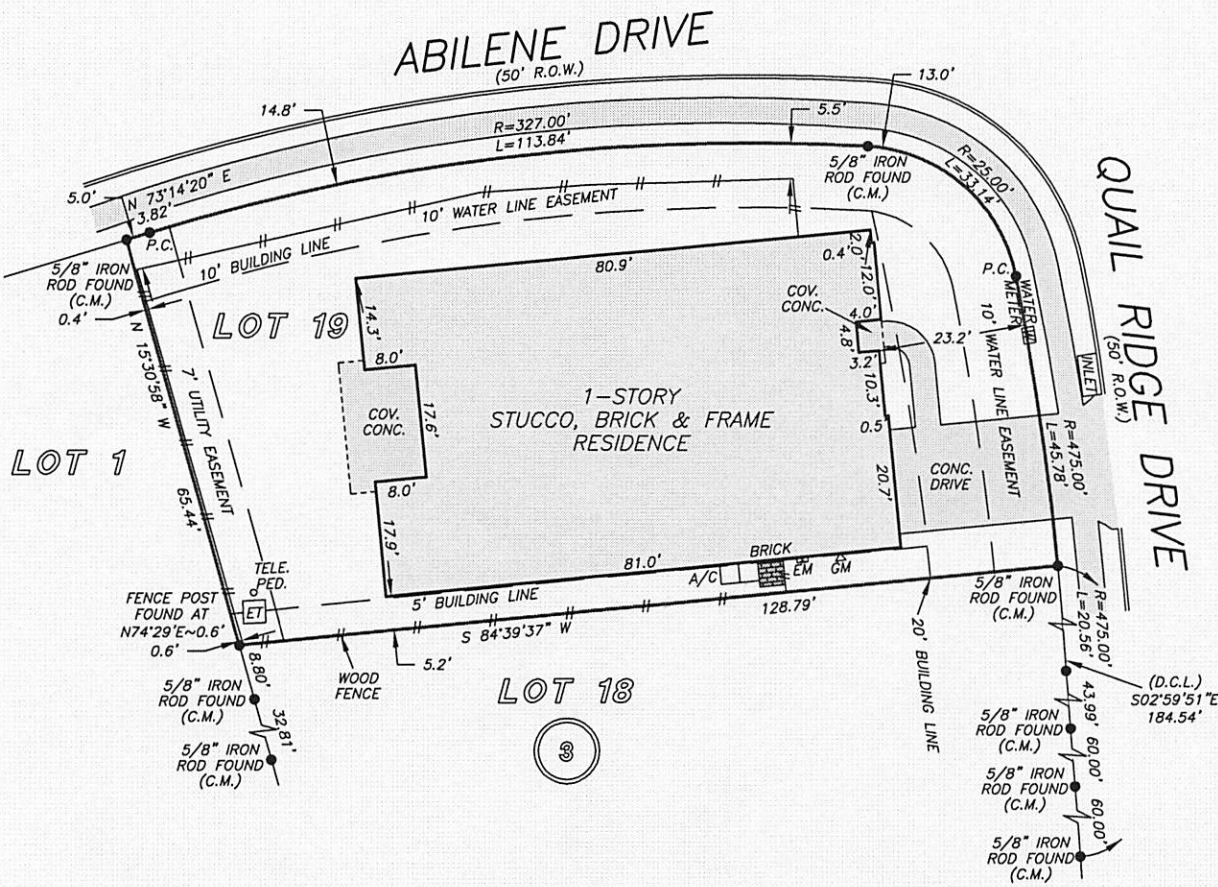 ABILENE DRIVE
(50' R.O.W.)
14.8'
13.0'
5.5'
R=327.00'
L=113.84'
5.0'
N 73°14'20" E
3.82'
P.C.
5/8" IRON
ROD FOUND
(C.M.)
R=25.00'
L=33.14'
QUAIL RIDGE DRIVE
(50' R.O.W.)
10' WATER LINE EASEMENT
10' BUILDING LINE
5/8" IRON
ROD FOUND
(C.M.)
0.4'
N 15°30'58" W
65.44'
7' UTILITY EASEMENT
LOT 19
80.9'
2.0'
0.4'
12.0'
COV.
CONC.
4.0'
4.8'
3.2'
10.3'
0.5'
20.7'
23.2'
P.C.
WATER
METER
10' WATER LINE EASEMENT
INLET
14.3'
8.0'
COV.
CONC.
17.6'
8.0'
17.9'
1-STORY
STUCCO, BRICK & FRAME
RESIDENCE
LOT 1
CONC.
DRIVE
R=475.00'
L=45.78'
TELE.
PED.
ET
FENCE POST
FOUND AT
N74°29'E~0.6'
0.6'
81.0'
5' BUILDING LINE
A/C
BRICK
EM
GM
S 84°39'37" W
128.79'
5/8" IRON
ROD FOUND
(C.M.)
R=475.00'
L=20.56'
WOOD
FENCE
5.2'
20' BUILDING LINE
LOT 18
3
8.80'
5/8" IRON
ROD FOUND
(C.M.)
32.81'
5/8" IRON
ROD FOUND
(C.M.)
(D.C.L.)
S02°59'51"E
184.54'
43.99'
5/8" IRON
ROD FOUND
(C.M.)
60.00'
5/8" IRON
ROD FOUND
(C.M.)
60.00'
5/8" IRON
ROD FOUND
(C.M.)